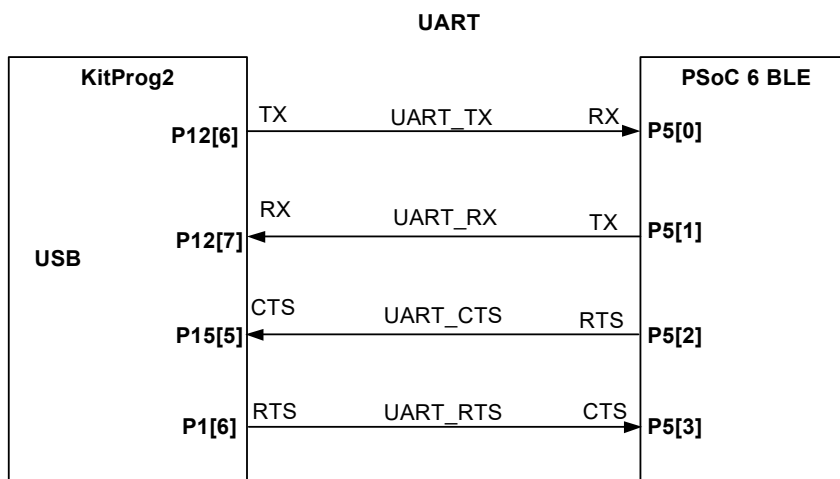 UART
KitProg2 PSoC 6 BLE
TX UART_TX RX
P12[6] P5[0]
RX UART_RX TX
P12[7] P5[1]
USB
CTS UART_CTS RTS
P15[5] P5[2]
RTS UART_RTS CTS
P1[6] P5[3]